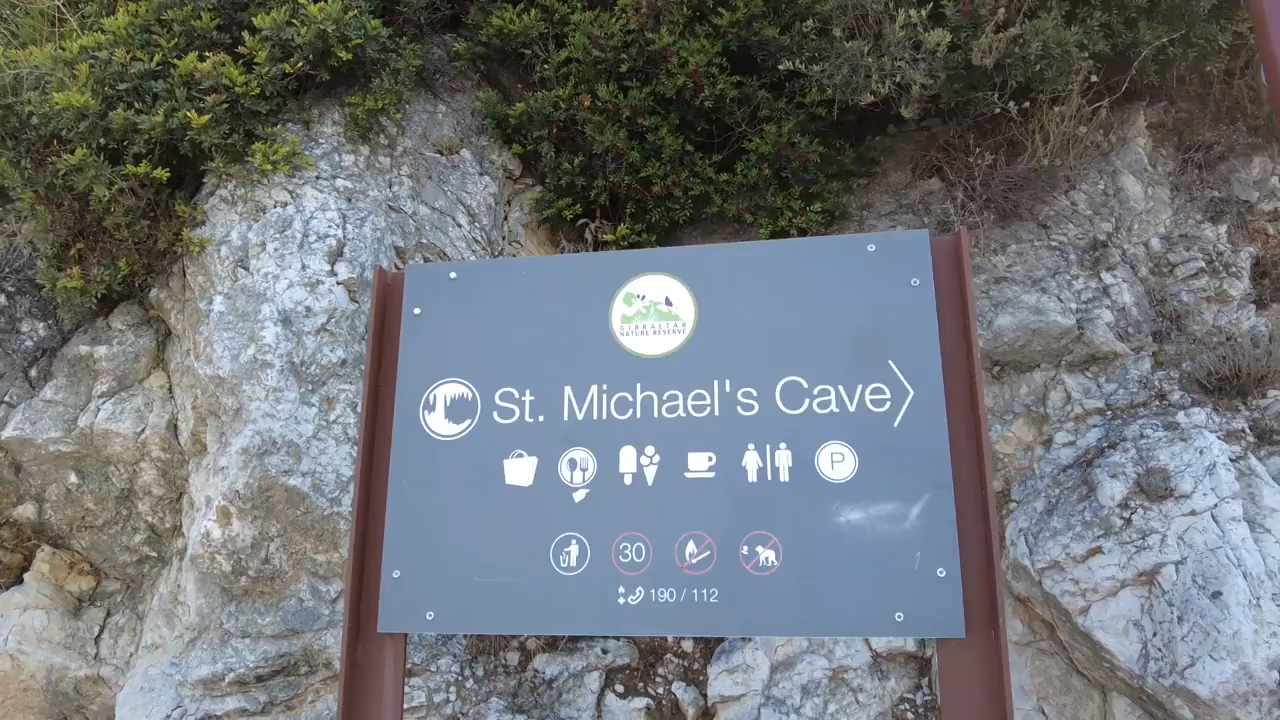 GIBRALTAR
NATURE RESERVE
St. Michael's Cave
P
30
190 / 112